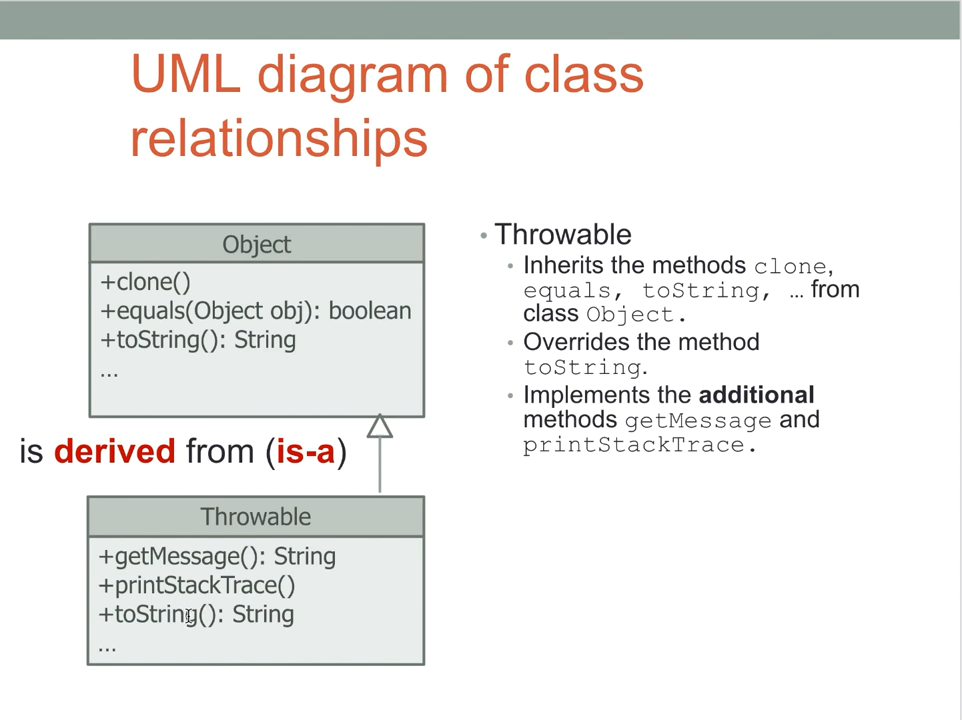 UML diagram of class
relationships
Object
+clone()
+equals(Object obj): boolean
+toString(): String
...
is derived from (is-a)
Throwable
+getMessage(): String
+printStackTrace()
+toString(): String
...
• Throwable
• Inherits the methods clone,
equals, toString, … from
class Object.
• Overrides the method
toString.
• Implements the additional
methods getMessage and
printStackTrace.